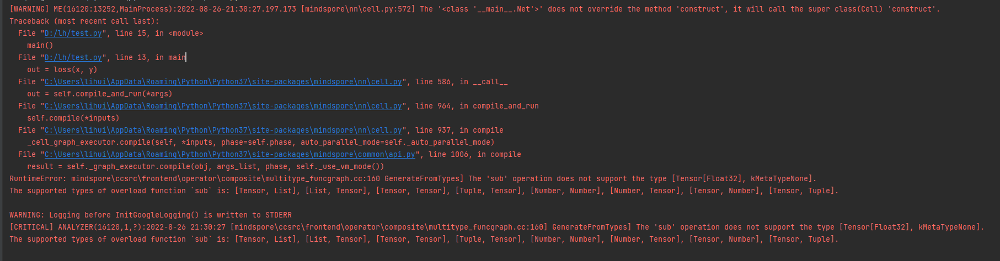 [WARNING] ME(16120:13252,MainProcess):2022-08-26-21:30:27.197.173 [mindspore\nn\cell.py:572] The '<class '__main__.Net'>' does not override the method 'construct', it will call the super class(Cell) 'construct'.
Traceback (most recent call last):
  File "D:/lh/test.py", line 15, in <module>
    main()
  File "D:/lh/test.py", line 13, in main
    out = loss(x, y)
  File "C:\Users\lihui\AppData\Roaming\Python\Python37\site-packages\mindspore\nn\cell.py", line 586, in __call__
    out = self.compile_and_run(*args)
  File "C:\Users\lihui\AppData\Roaming\Python\Python37\site-packages\mindspore\nn\cell.py", line 964, in compile_and_run
    self.compile(*inputs)
  File "C:\Users\lihui\AppData\Roaming\Python\Python37\site-packages\mindspore\nn\cell.py", line 937, in compile
    _cell_graph_executor.compile(self, *inputs, phase=self.phase, auto_parallel_mode=self._auto_parallel_mode)
  File "C:\Users\lihui\AppData\Roaming\Python\Python37\site-packages\mindspore\common\api.py", line 1006, in compile
    result = self._graph_executor.compile(obj, args_list, phase, self._use_vm_mode())
RuntimeError: mindspore\ccsrc\frontend\operator\composite\multitype_funcgraph.cc:160 GenerateFromTypes] The 'sub' operation does not support the type [Tensor[Float32], kMetaTypeNone].
The supported types of overload function `sub` is: [Tensor, List], [List, Tensor], [Tensor, Tensor], [Tuple, Tensor], [Number, Number], [Number, Tensor], [Tensor, Number], [Tensor, Tuple].
WARNING: Logging before InitGoogleLogging() is written to STDERR
[CRITICAL] ANALYZER(16120,1,?):2022-8-26 21:30:27 [mindspore\ccsrc\frontend\operator\composite\multitype_funcgraph.cc:160] GenerateFromTypes] The 'sub' operation does not support the type [Tensor[Float32], kMetaTypeNone].
The supported types of overload function `sub` is: [Tensor, List], [List, Tensor], [Tensor, Tensor], [Tuple, Tensor], [Number, Number], [Number, Tensor], [Tensor, Number], [Tensor, Tuple].